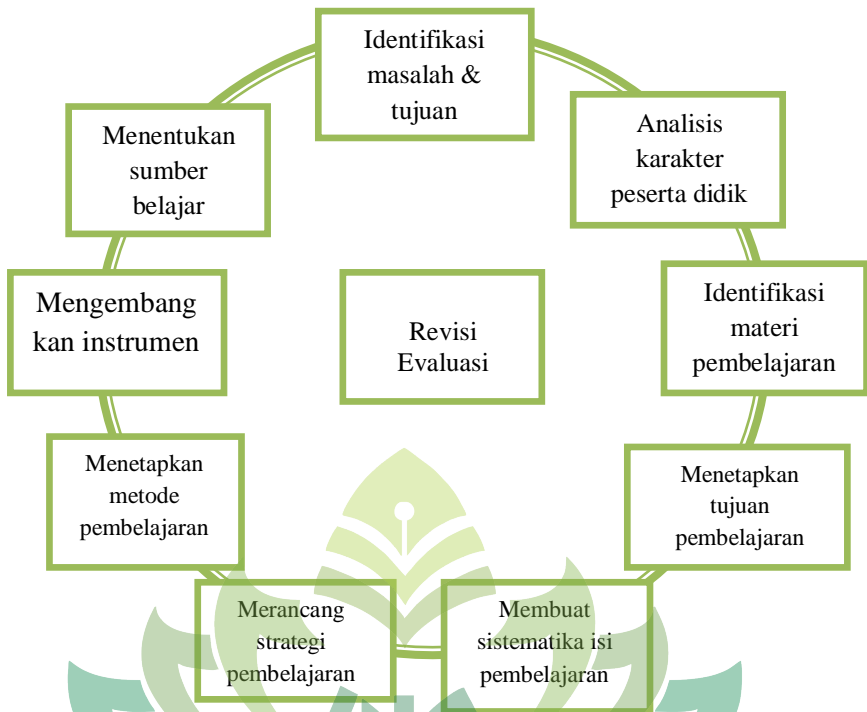 Identifikasi
masalah &
tujuan
Analisis
karakter
peserta didik
Identifikasi
materi
pembelajaran
Menetapkan
tujuan
pembelajaran
Membuat
sistematika isi
pembelajaran
Merancang
strategi
pembelajaran
Menetapkan
metode
pembelajaran
Mengembang
kan instrumen
Menentukan
sumber
belajar
Revisi
Evaluasi